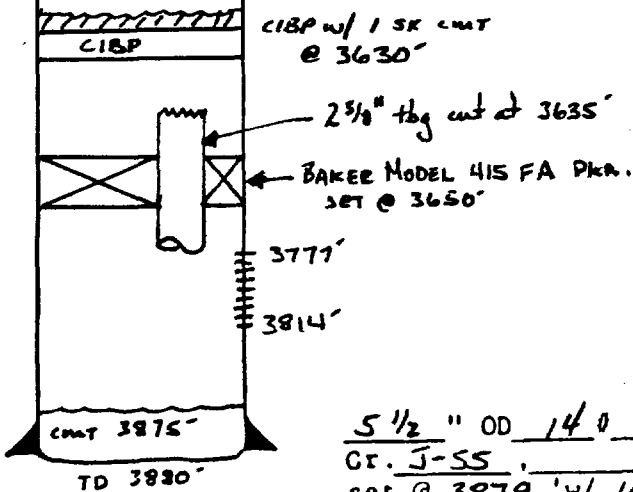 CIBP w/ 1 SK cmt
@ 3630'
CIBP
2 3/8" tbg cut at 3635'
BAKER MODEL 415 FA PKR.
SET @ 3650'
3777'
3814'
cmt 3875'
TD 3880'
5 1/2 " OD 14 #
GR. J-55 .
SET @ 3879 'w/